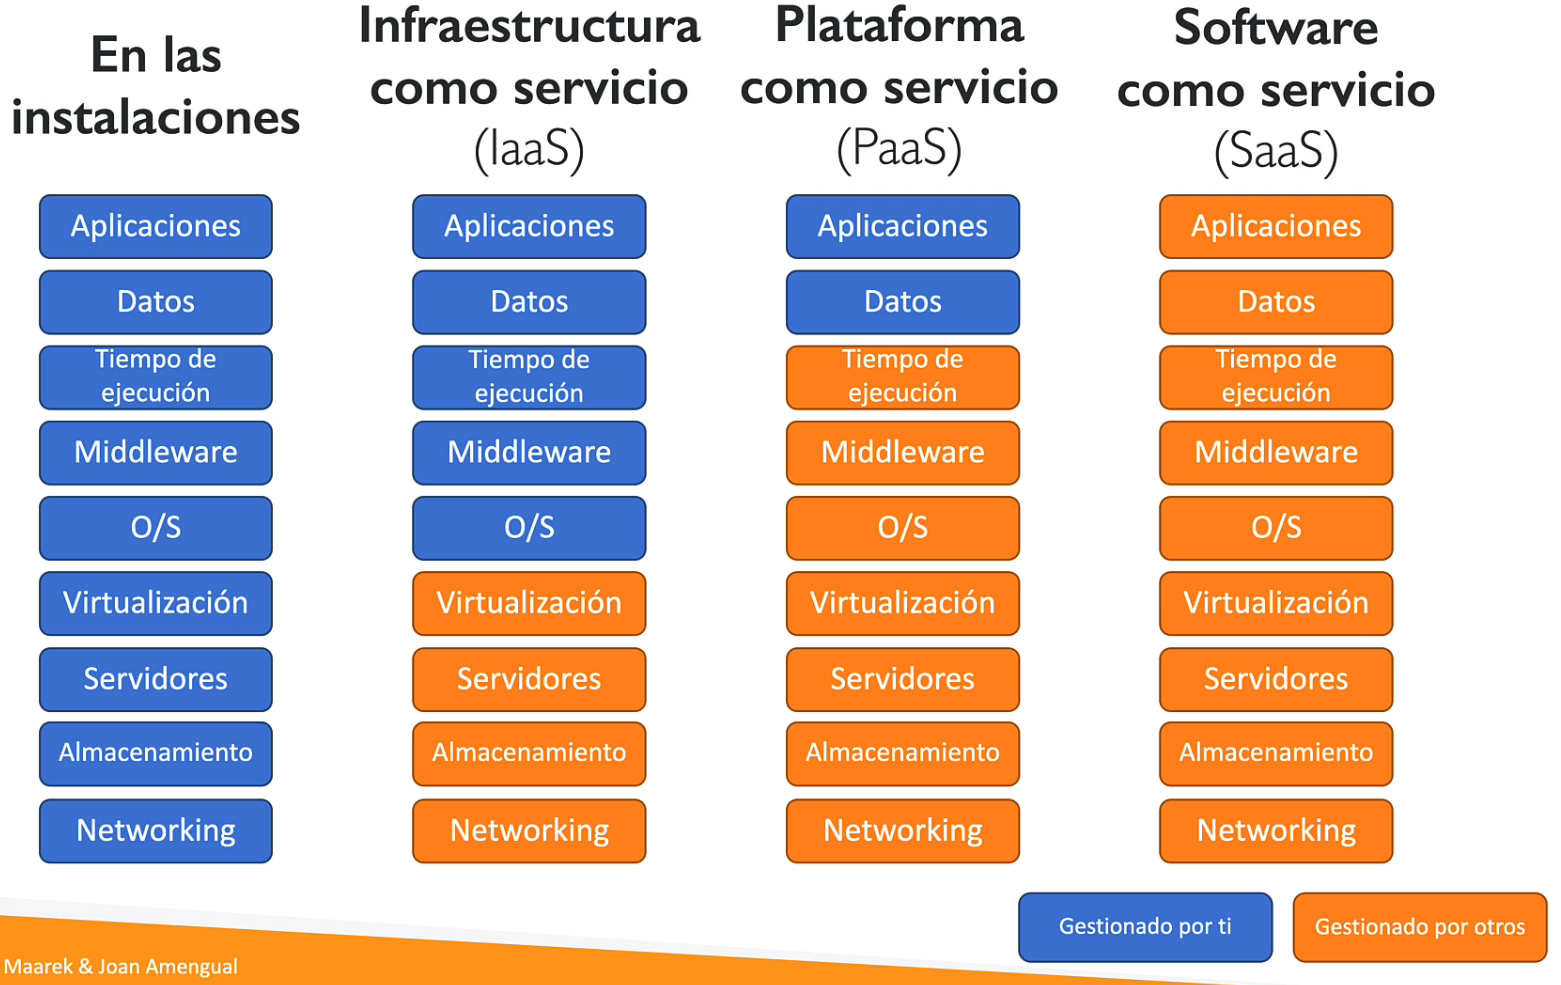 En las
instalaciones
Infraestructura
como servicio
(IaaS)
Plataforma
como servicio
(PaaS)
Software
como servicio
(SaaS)
Aplicaciones
Datos
Tiempo de
ejecución
Middleware
O/S
Virtualización
Servidores
Almacenamiento
Networking
Aplicaciones
Datos
Tiempo de
ejecución
Middleware
O/S
Virtualización
Servidores
Almacenamiento
Networking
Aplicaciones
Datos
Tiempo de
ejecución
Middleware
O/S
Virtualización
Servidores
Almacenamiento
Networking
Aplicaciones
Datos
Tiempo de
ejecución
Middleware
O/S
Virtualización
Servidores
Almacenamiento
Networking
Gestionado por ti
Gestionado por otros
Maarek & Joan Amengual